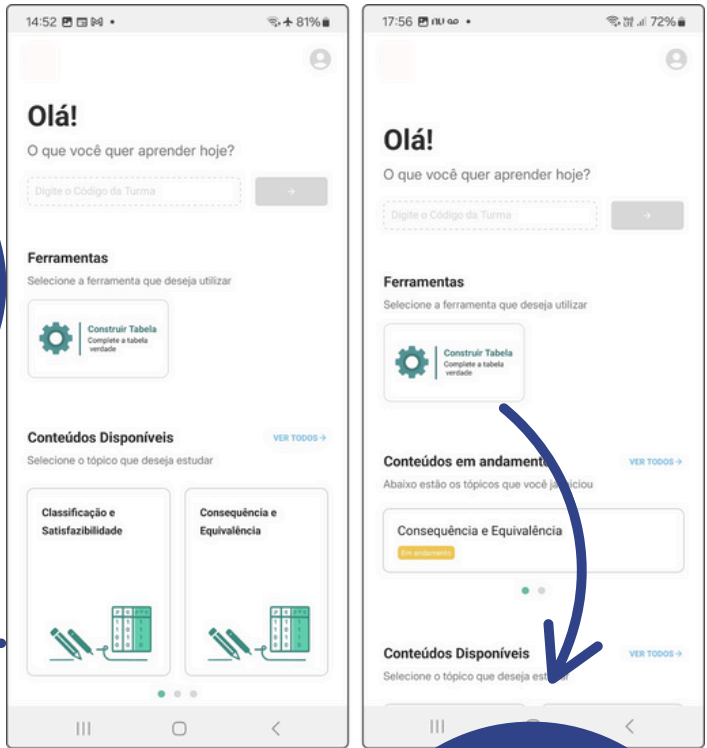 14:52
81%
Olá!
O que você quer aprender hoje?
Digite o Código da Turma
Ferramentas
Selecione a ferramenta que deseja utilizar
Construir Tabela
Complete a tabela
verdade
Conteúdos Disponíveis
VER TODOS →
Selecione o tópico que deseja estudar
Classificação e
Satisfazibilidade
Consequência e
Equivalência
17:56
72%
Olá!
O que você quer aprender hoje?
Digite o Código da Turma
Ferramentas
Selecione a ferramenta que deseja utilizar
Construir Tabela
Complete a tabela
verdade
Conteúdos em andamento
VER TODOS →
Abaixo estão os tópicos que você já iniciou
Consequência e Equivalência
Em andamento
Conteúdos Disponíveis
VER TODOS →
Selecione o tópico que deseja estudar